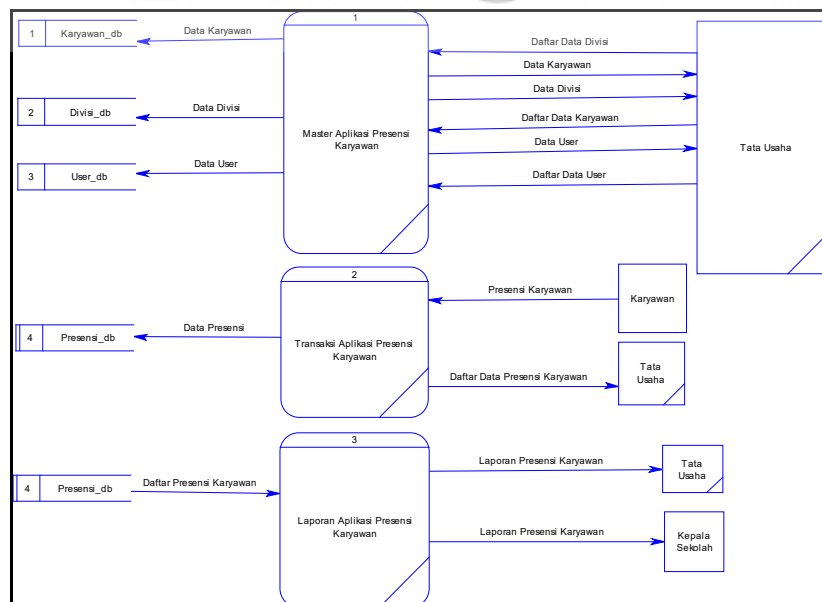 1
1 Karyawan_db
Data Karyawan
Daftar Data Divisi
Data Karyawan
Data Divisi
2 Divisi_db
Data Divisi
Master Aplikasi Presensi
Karyawan
Daftar Data Karyawan
Data User
Tata Usaha
3 User_db
Data User
Daftar Data User
2
Presensi Karyawan
Karyawan
4 Presensi_db
Data Presensi
Transaksi Aplikasi Presensi
Karyawan
Daftar Data Presensi Karyawan
Tata
Usaha
3
4 Presensi_db
Daftar Presensi Karyawan
Laporan Presensi Karyawan
Tata
Usaha
Laporan Aplikasi Presensi
Karyawan
Laporan Presensi Karyawan
Kepala
Sekolah